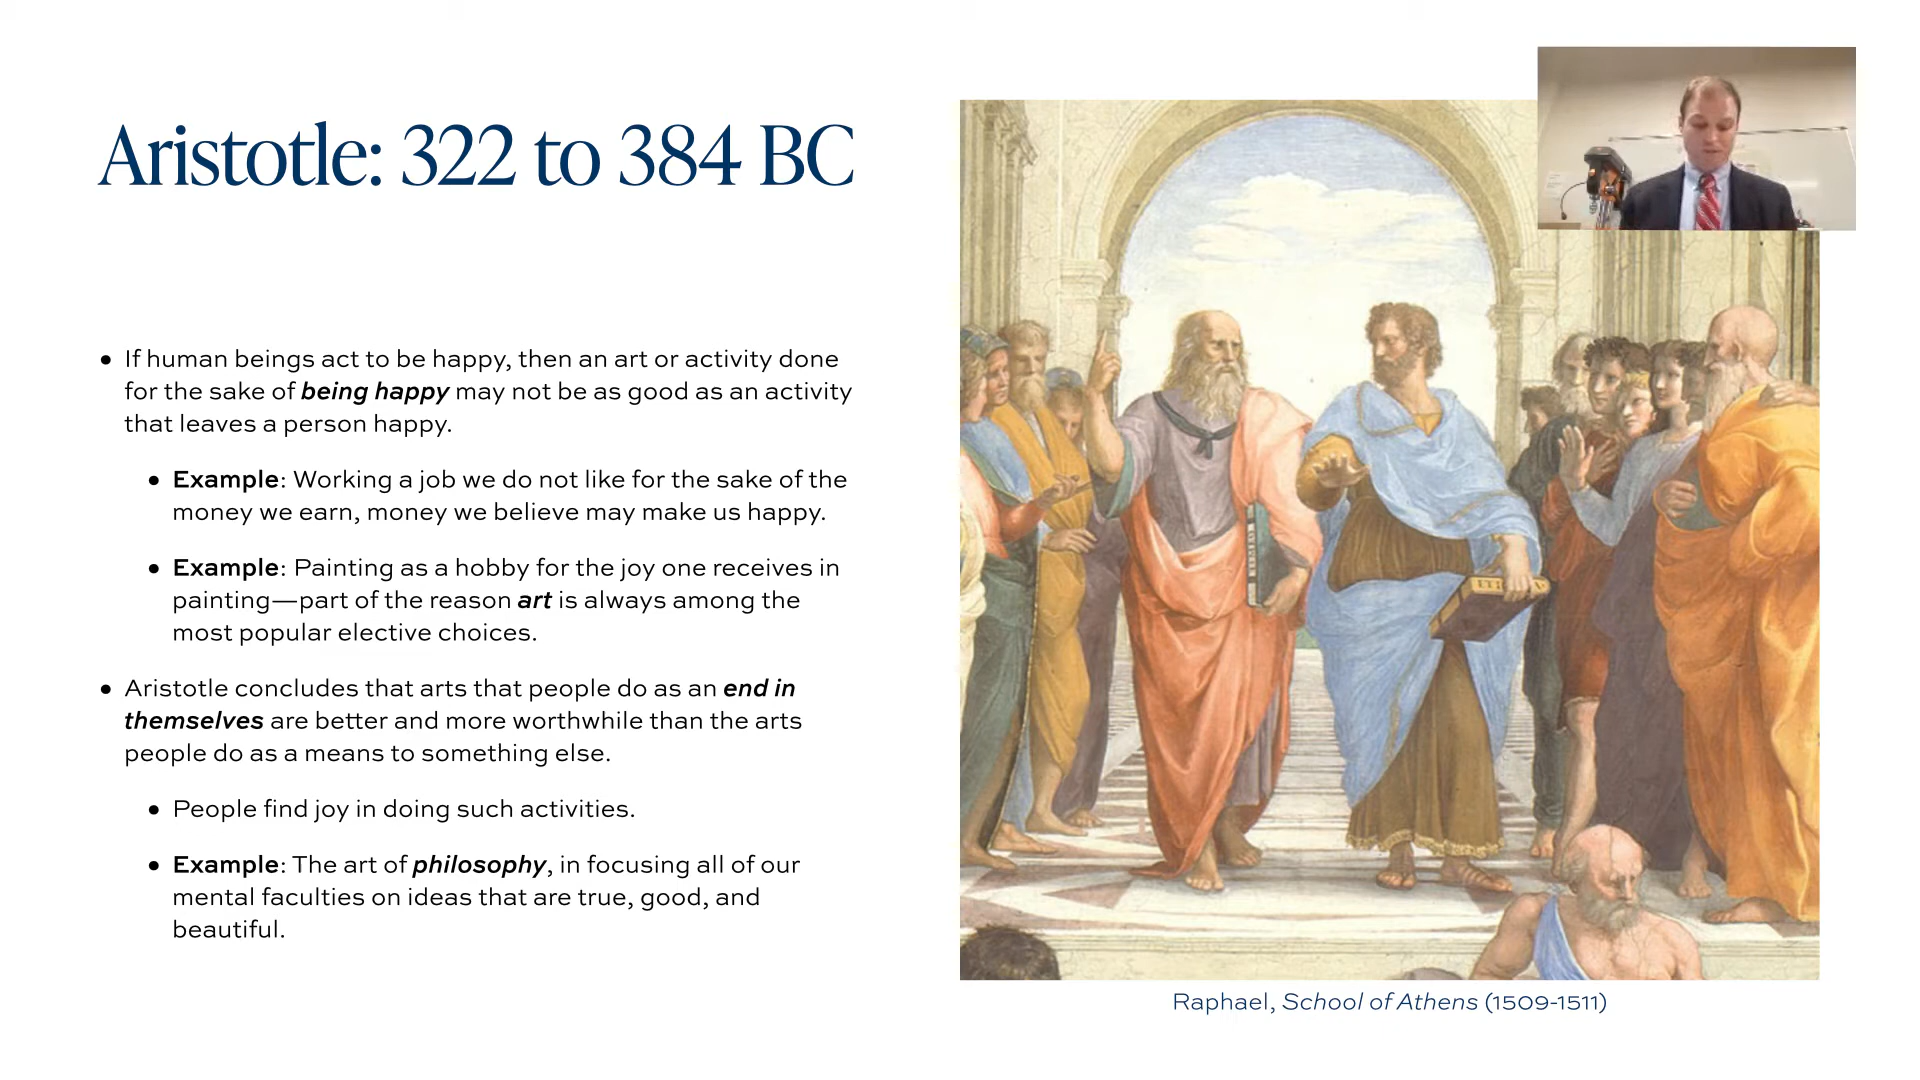 Aristotle: 322 to 384 BC
• If human beings act to be happy, then an art or activity done
for the sake of being happy may not be as good as an activity
that leaves a person happy.
• Example: Working a job we do not like for the sake of the
money we earn, money we believe may make us happy.
• Example: Painting as a hobby for the joy one receives in
painting—part of the reason art is always among the
most popular elective choices.
• Aristotle concludes that arts that people do as an end in
themselves are better and more worthwhile than the arts
people do as a means to something else.
• People find joy in doing such activities.
• Example: The art of philosophy, in focusing all of our
mental faculties on ideas that are true, good, and
beautiful.
Raphael, School of Athens (1509-1511)